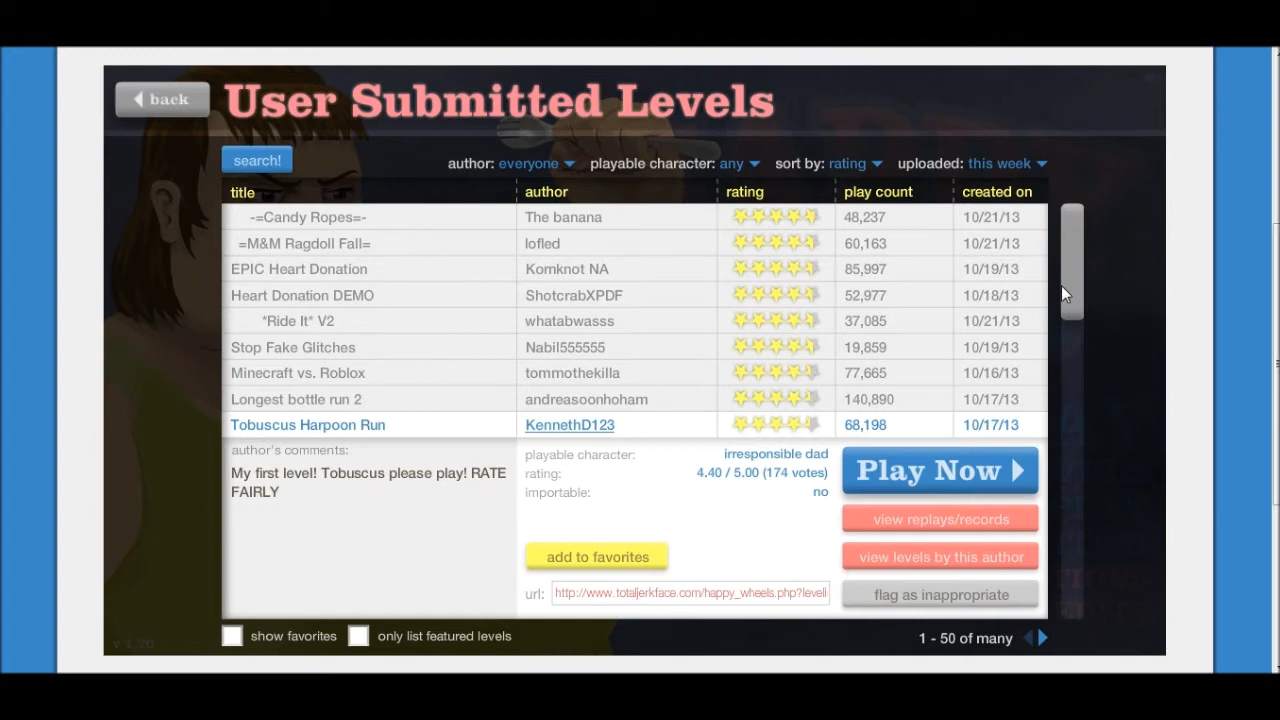 back
User Submitted Levels
search!
author: everyone playable character: any sort by: rating uploaded: this week
title author rating play count created on
-=Candy Ropes=- The banana 48,237 10/21/13
=M&M Ragdoll Fall= lofled 60,163 10/21/13
EPIC Heart Donation Komknot NA 85,997 10/19/13
Heart Donation DEMO ShotcrabXPDF 52,977 10/18/13
*Ride It* V2 whatabwasss 37,085 10/21/13
Stop Fake Glitches Nabil555555 19,859 10/19/13
Minecraft vs. Roblox tommothekilla 77,665 10/16/13
Longest bottle run 2 andreasoonhoham 140,890 10/17/13
Tobuscus Harpoon Run KennethD123 68,198 10/17/13
author's comments:
My first level! Tobuscus please play! RATE
FAIRLY
playable character: irresponsible dad
rating: 4.40 / 5.00 (174 votes)
importable: no
Play Now
view replays/records
add to favorites
view levels by this author
url: http://www.totaljerkface.com/happy_wheels.php?leveli
flag as inappropriate
show favorites only list featured levels
1 - 50 of many